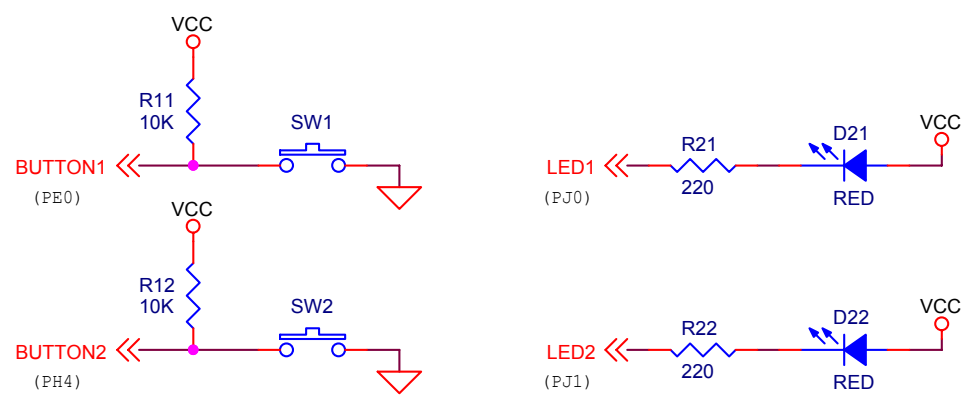 VCC
R11
10K
SW1
BUTTON1
(PE0)
VCC
R12
10K
SW2
BUTTON2
(PH4)
VCC
D21
R21
LED1
220
RED
(PJ0)
VCC
D22
R22
LED2
220
RED
(PJ1)